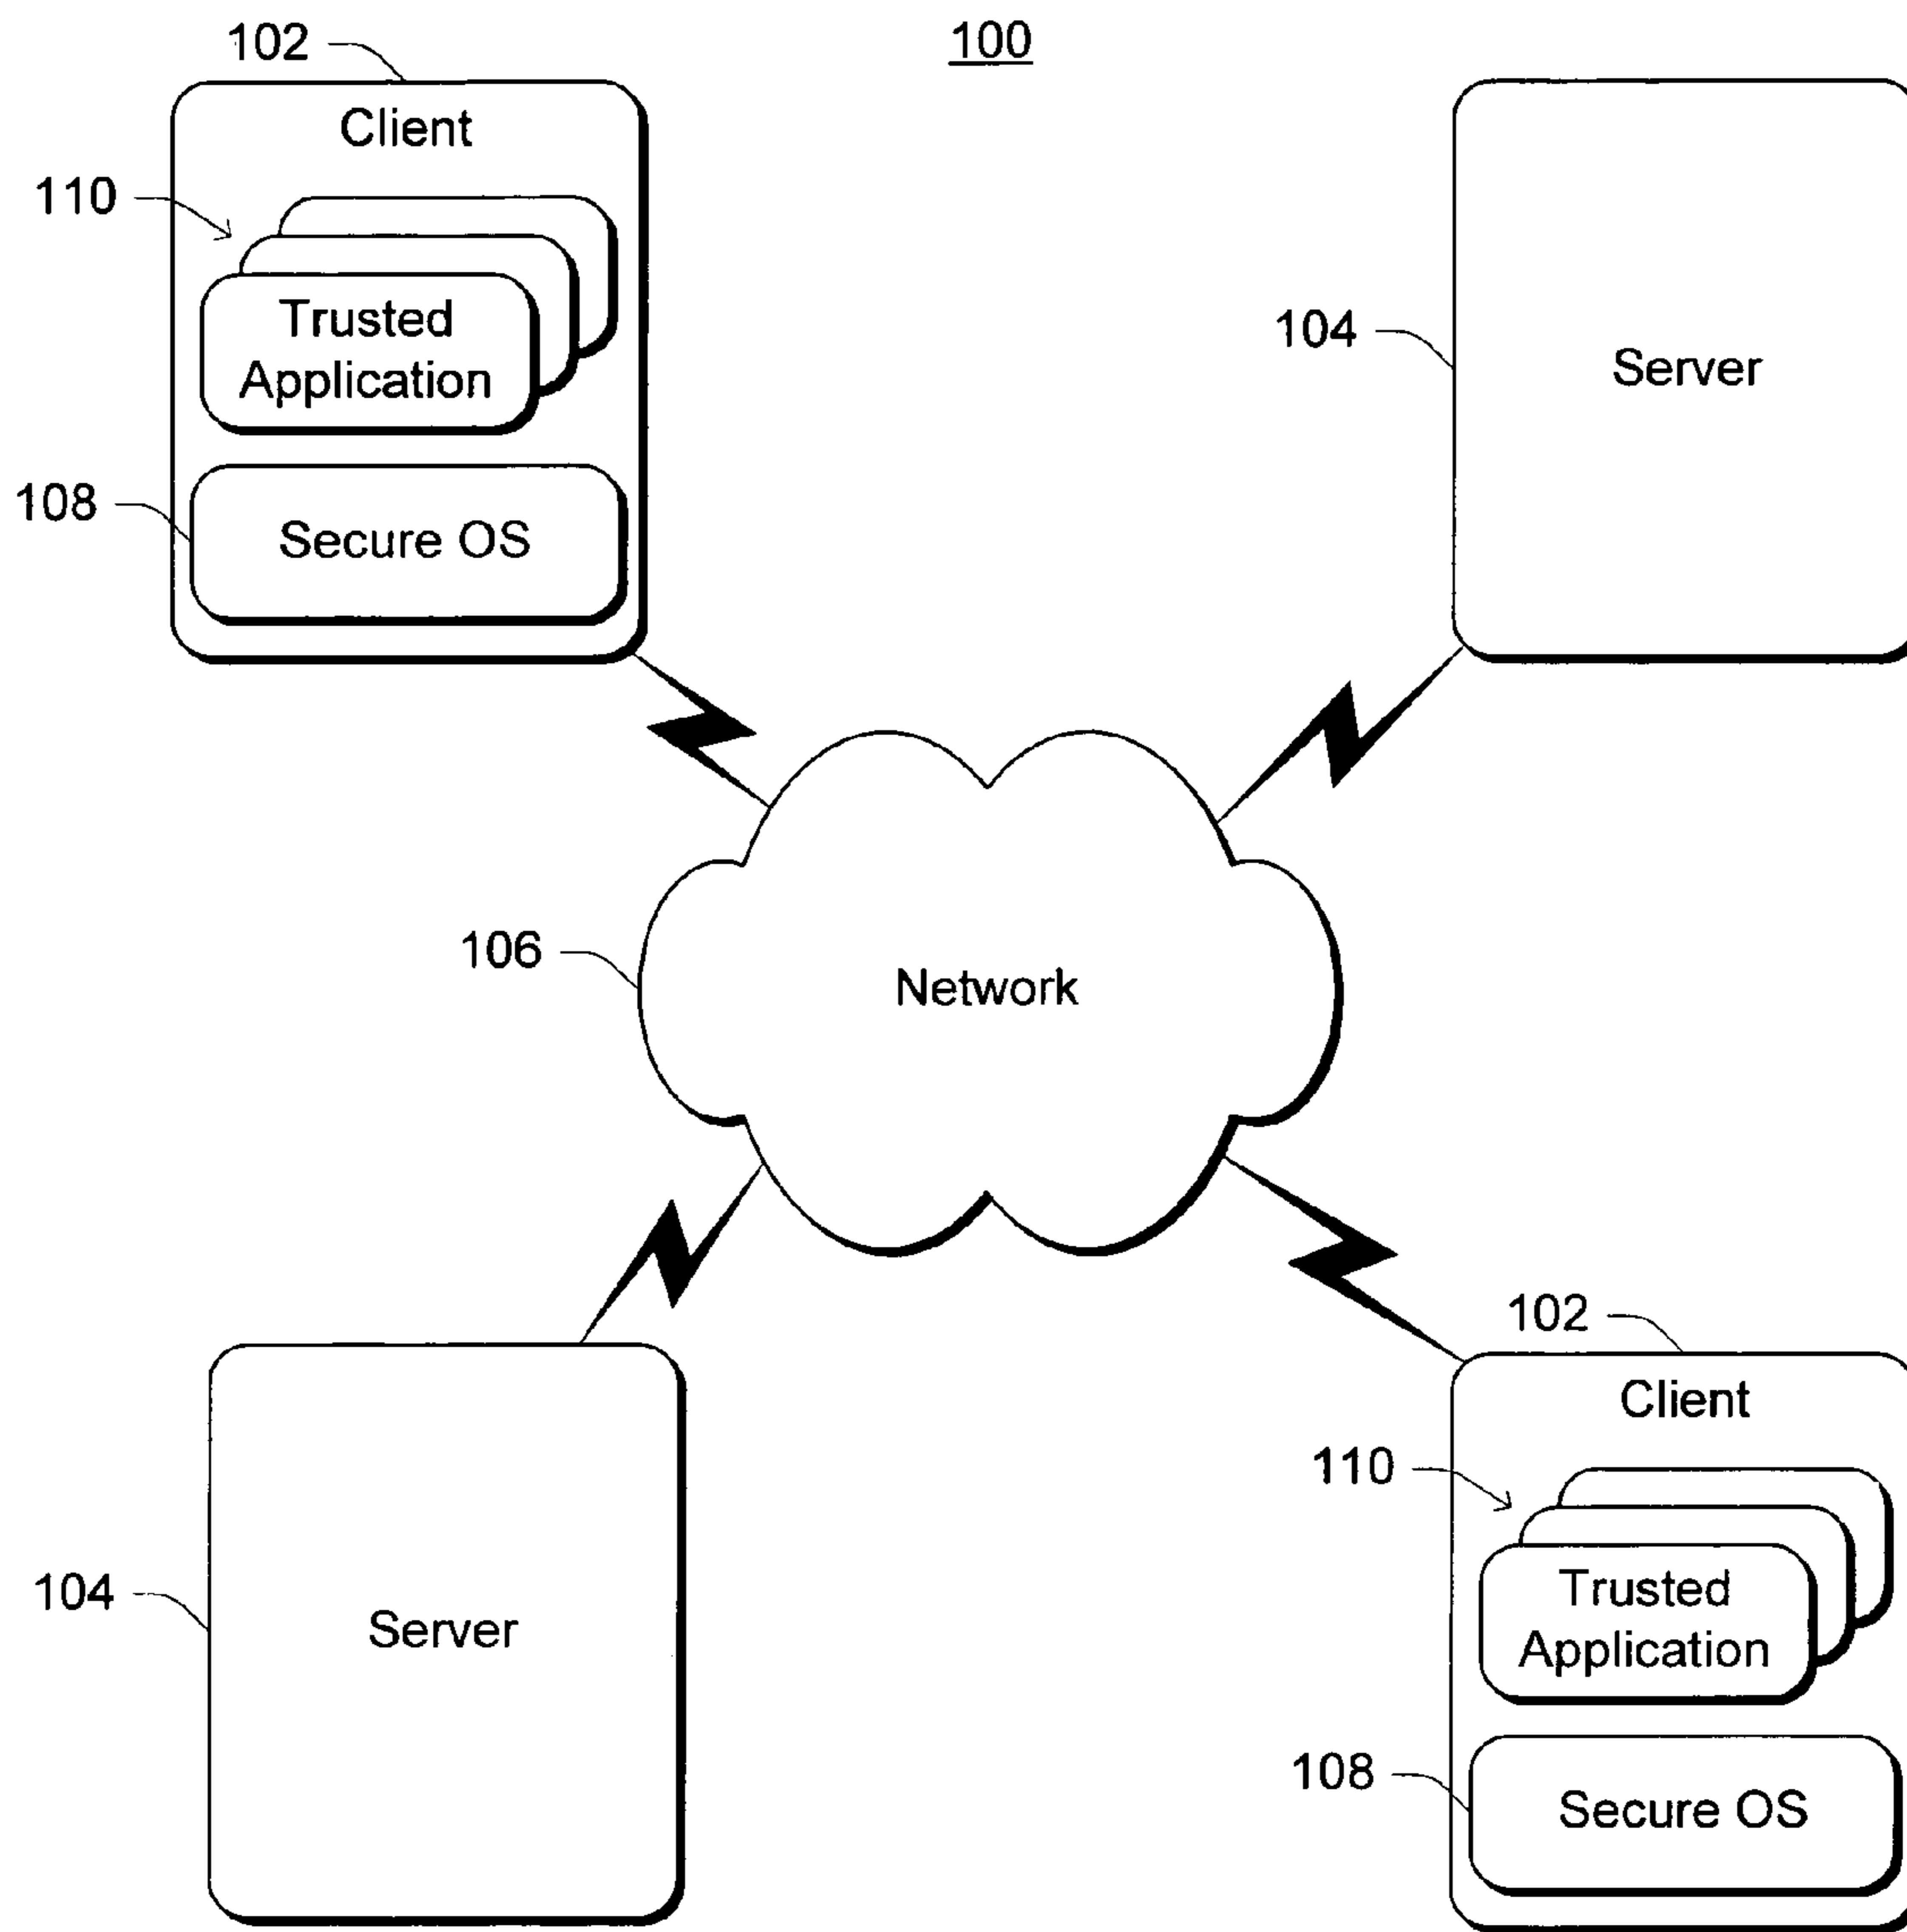 100
102
Client
110
Trusted
Application
108
Secure OS
104
Server
106
Network
104
Server
102
Client
110
Trusted
Application
108
Secure OS